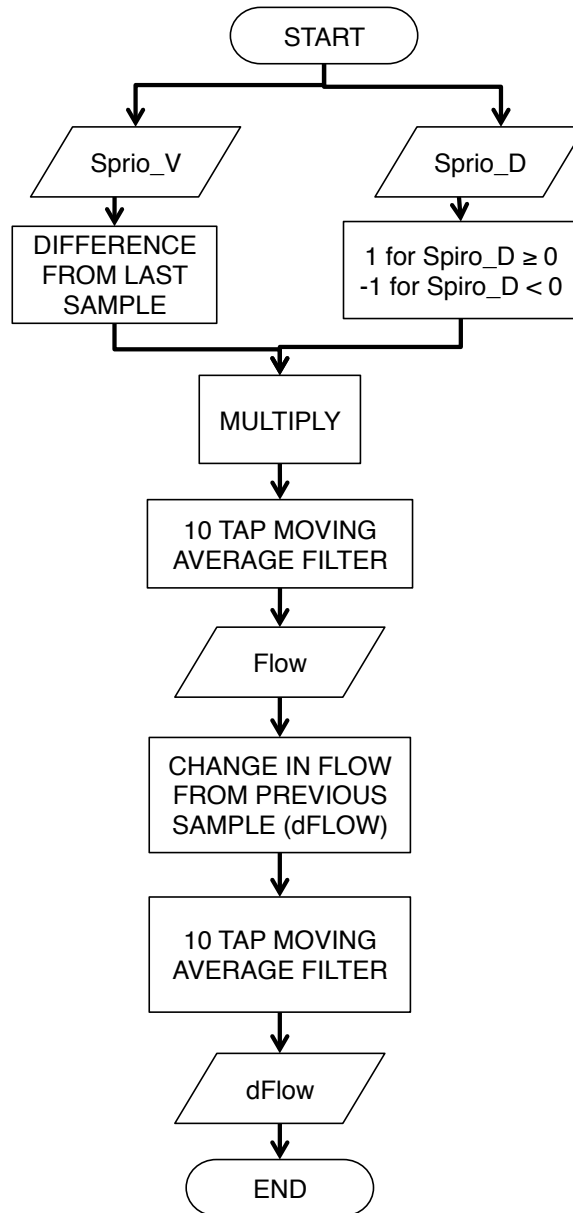 START
Sprio_V
Sprio_D
DIFFERENCE
FROM LAST
SAMPLE
1 for Spiro_D ≥ 0
-1 for Spiro_D < 0
MULTIPLY
10 TAP MOVING
AVERAGE FILTER
Flow
CHANGE IN FLOW
FROM PREVIOUS
SAMPLE (dFLOW)
10 TAP MOVING
AVERAGE FILTER
dFlow
END